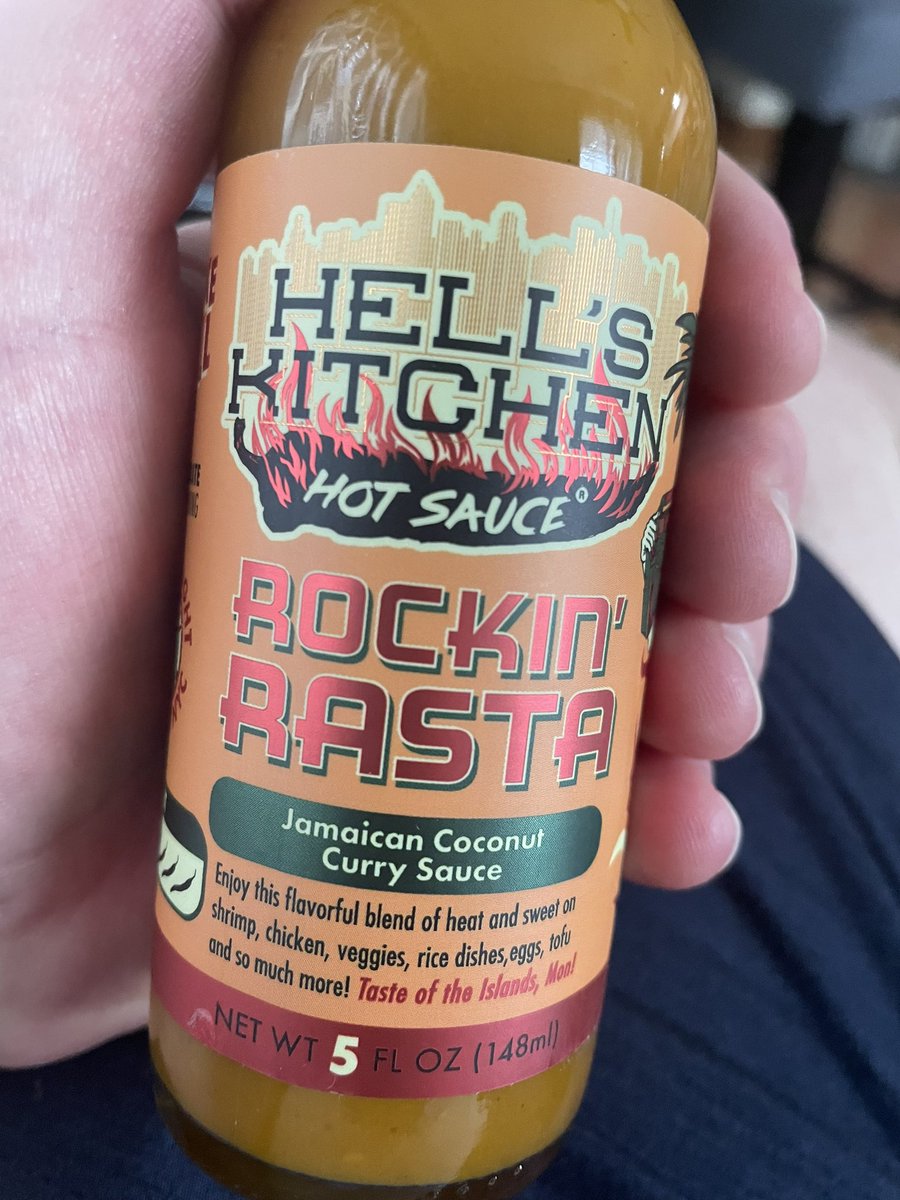 HELL'S
KITCHEN
HOT SAUCE®
ROCKIN'
RASTA
Jamaican Coconut
Curry Sauce
Enjoy this flavorful blend of heat and sweet on
shrimp, chicken, veggies, rice dishes,eggs, tofu
and so much more! Taste of the Islands, Mon!
NET WT 5 FL OZ (148ml)